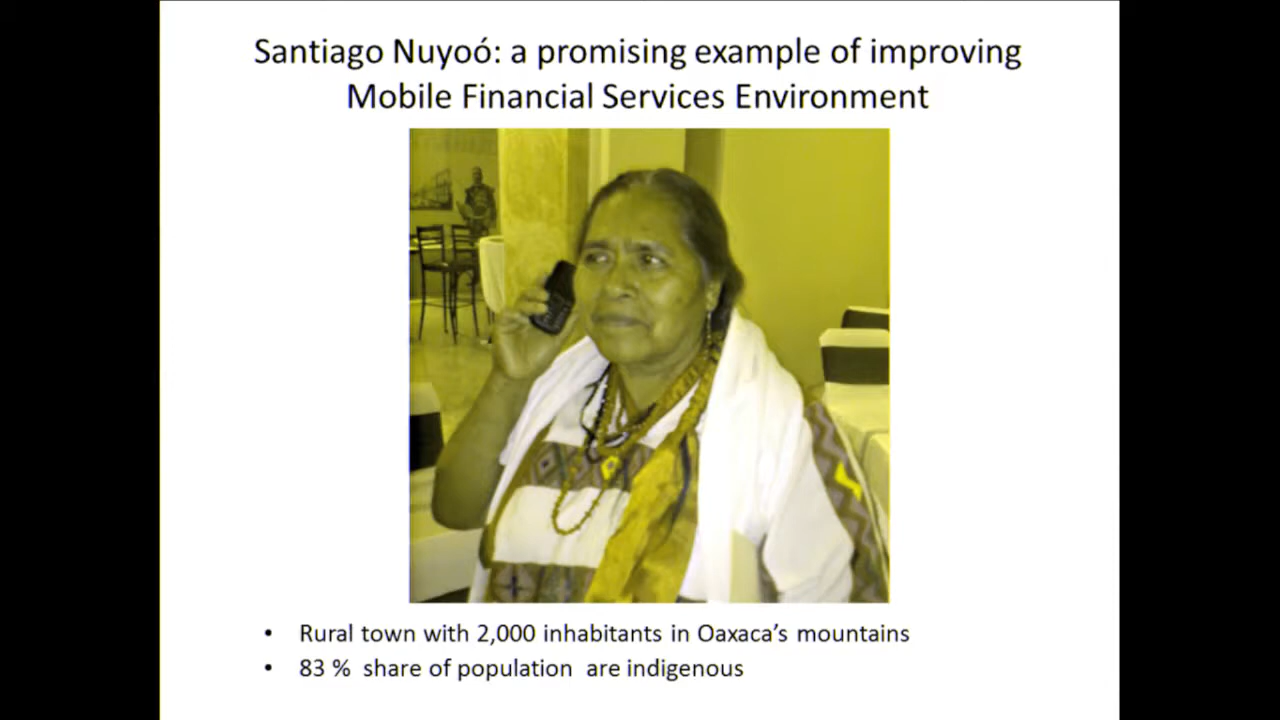 Santiago Nuyoó: a promising example of improving
Mobile Financial Services Environment
• Rural town with 2,000 inhabitants in Oaxaca’s mountains
• 83 % share of population are indigenous